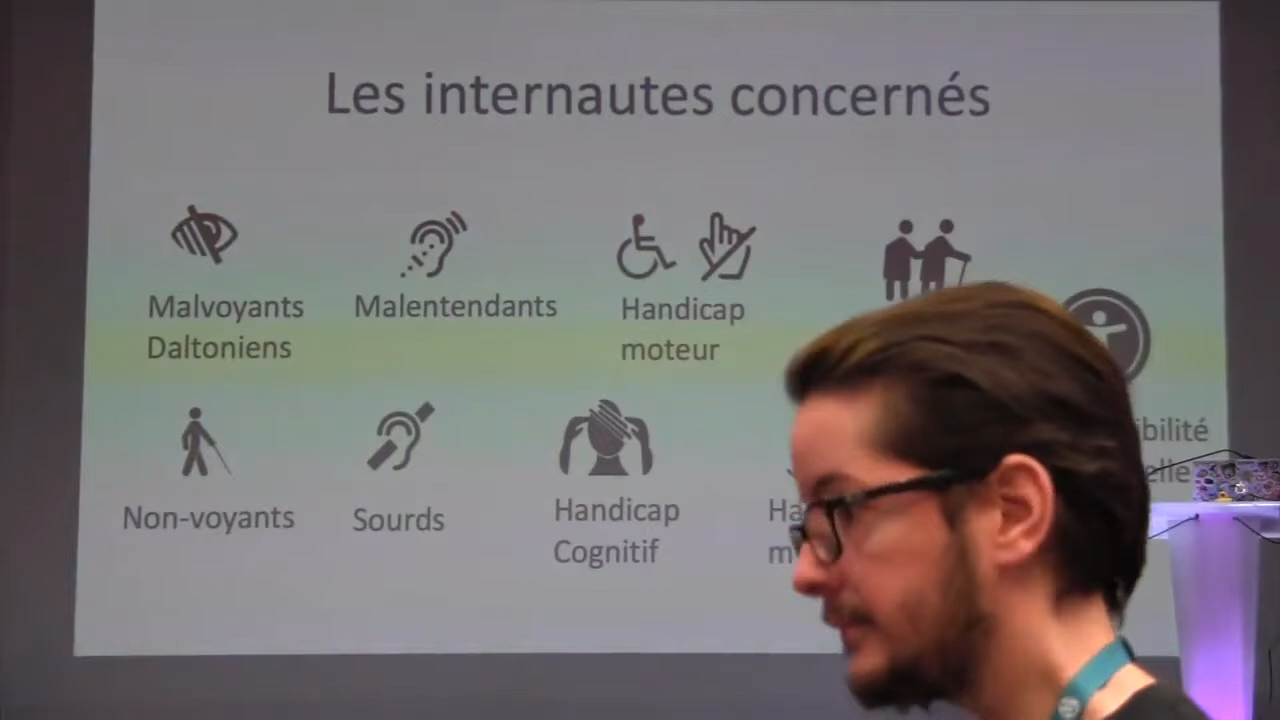 Les internautes concernés
Malvoyants
Daltoniens
Malentendants
Handicap
moteur
Non-voyants
Sourds
Handicap
Cognitif